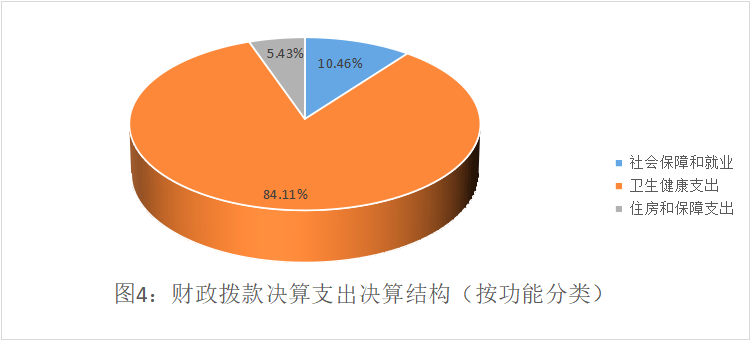 5.43%
10.46%
84.11%
社会保障和就业
卫生健康支出
住房和保障支出
图4：财政拨款决算支出决算结构（按功能分类）